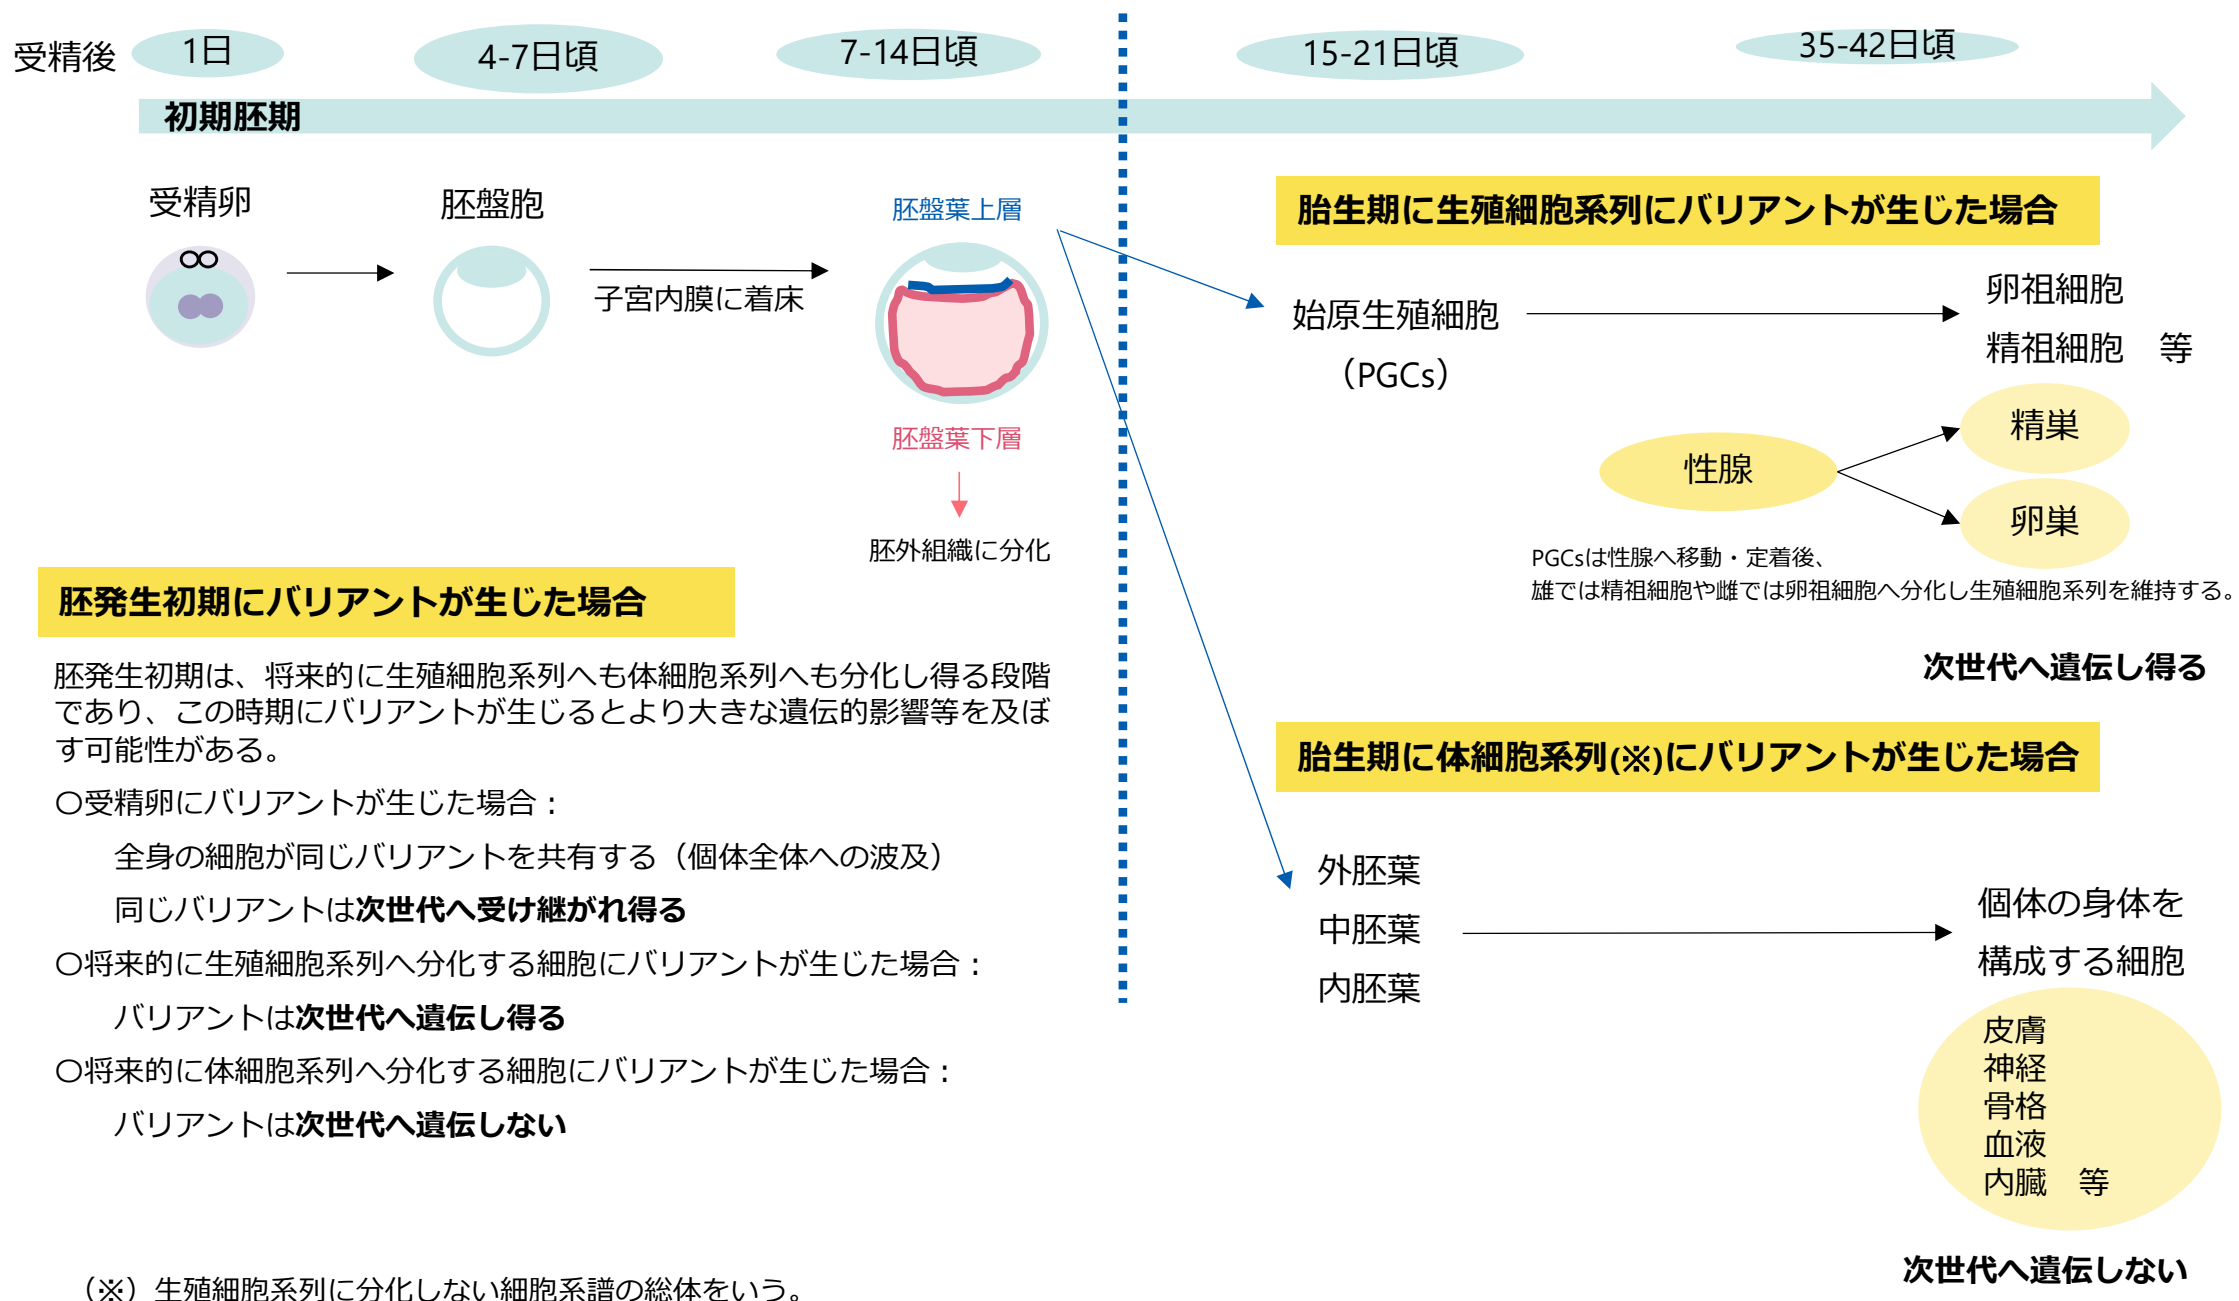 受精後
1日
4-7日頃
7-14日頃
15-21日頃
35-42日頃
初期胚期
受精卵
胚盤胞
子宮内膜に着床
胚盤葉上層
胚盤葉下層
胚外組織に分化
胚発生初期にバリアントが生じた場合
胚発生初期は、将来的に生殖細胞系列へも体細胞系列へも分化し得る段階
であり、この時期にバリアントが生じるとより大きな遺伝的影響等を及ぼ
す可能性がある。
〇受精卵にバリアントが生じた場合：
全身の細胞が同じバリアントを共有する（個体全体への波及）
同じバリアントは次世代へ受け継がれ得る
〇将来的に生殖細胞系列へ分化する細胞にバリアントが生じた場合：
バリアントは次世代へ遺伝し得る
〇将来的に体細胞系列へ分化する細胞にバリアントが生じた場合：
バリアントは次世代へ遺伝しない
（※）生殖細胞系列に分化しない細胞系譜の総体をいう。
胎生期に生殖細胞系列にバリアントが生じた場合
始原生殖細胞
（PGCs）
卵祖細胞
精祖細胞　等
性腺
精巣
卵巣
PGCsは性腺へ移動・定着後、
雄では精祖細胞や雌では卵祖細胞へ分化し生殖細胞系列を維持する。
次世代へ遺伝し得る
胎生期に体細胞系列(※)にバリアントが生じた場合
外胚葉
中胚葉
内胚葉
個体の身体を
構成する細胞
皮膚
神経
骨格
血液
内臓　等
次世代へ遺伝しない